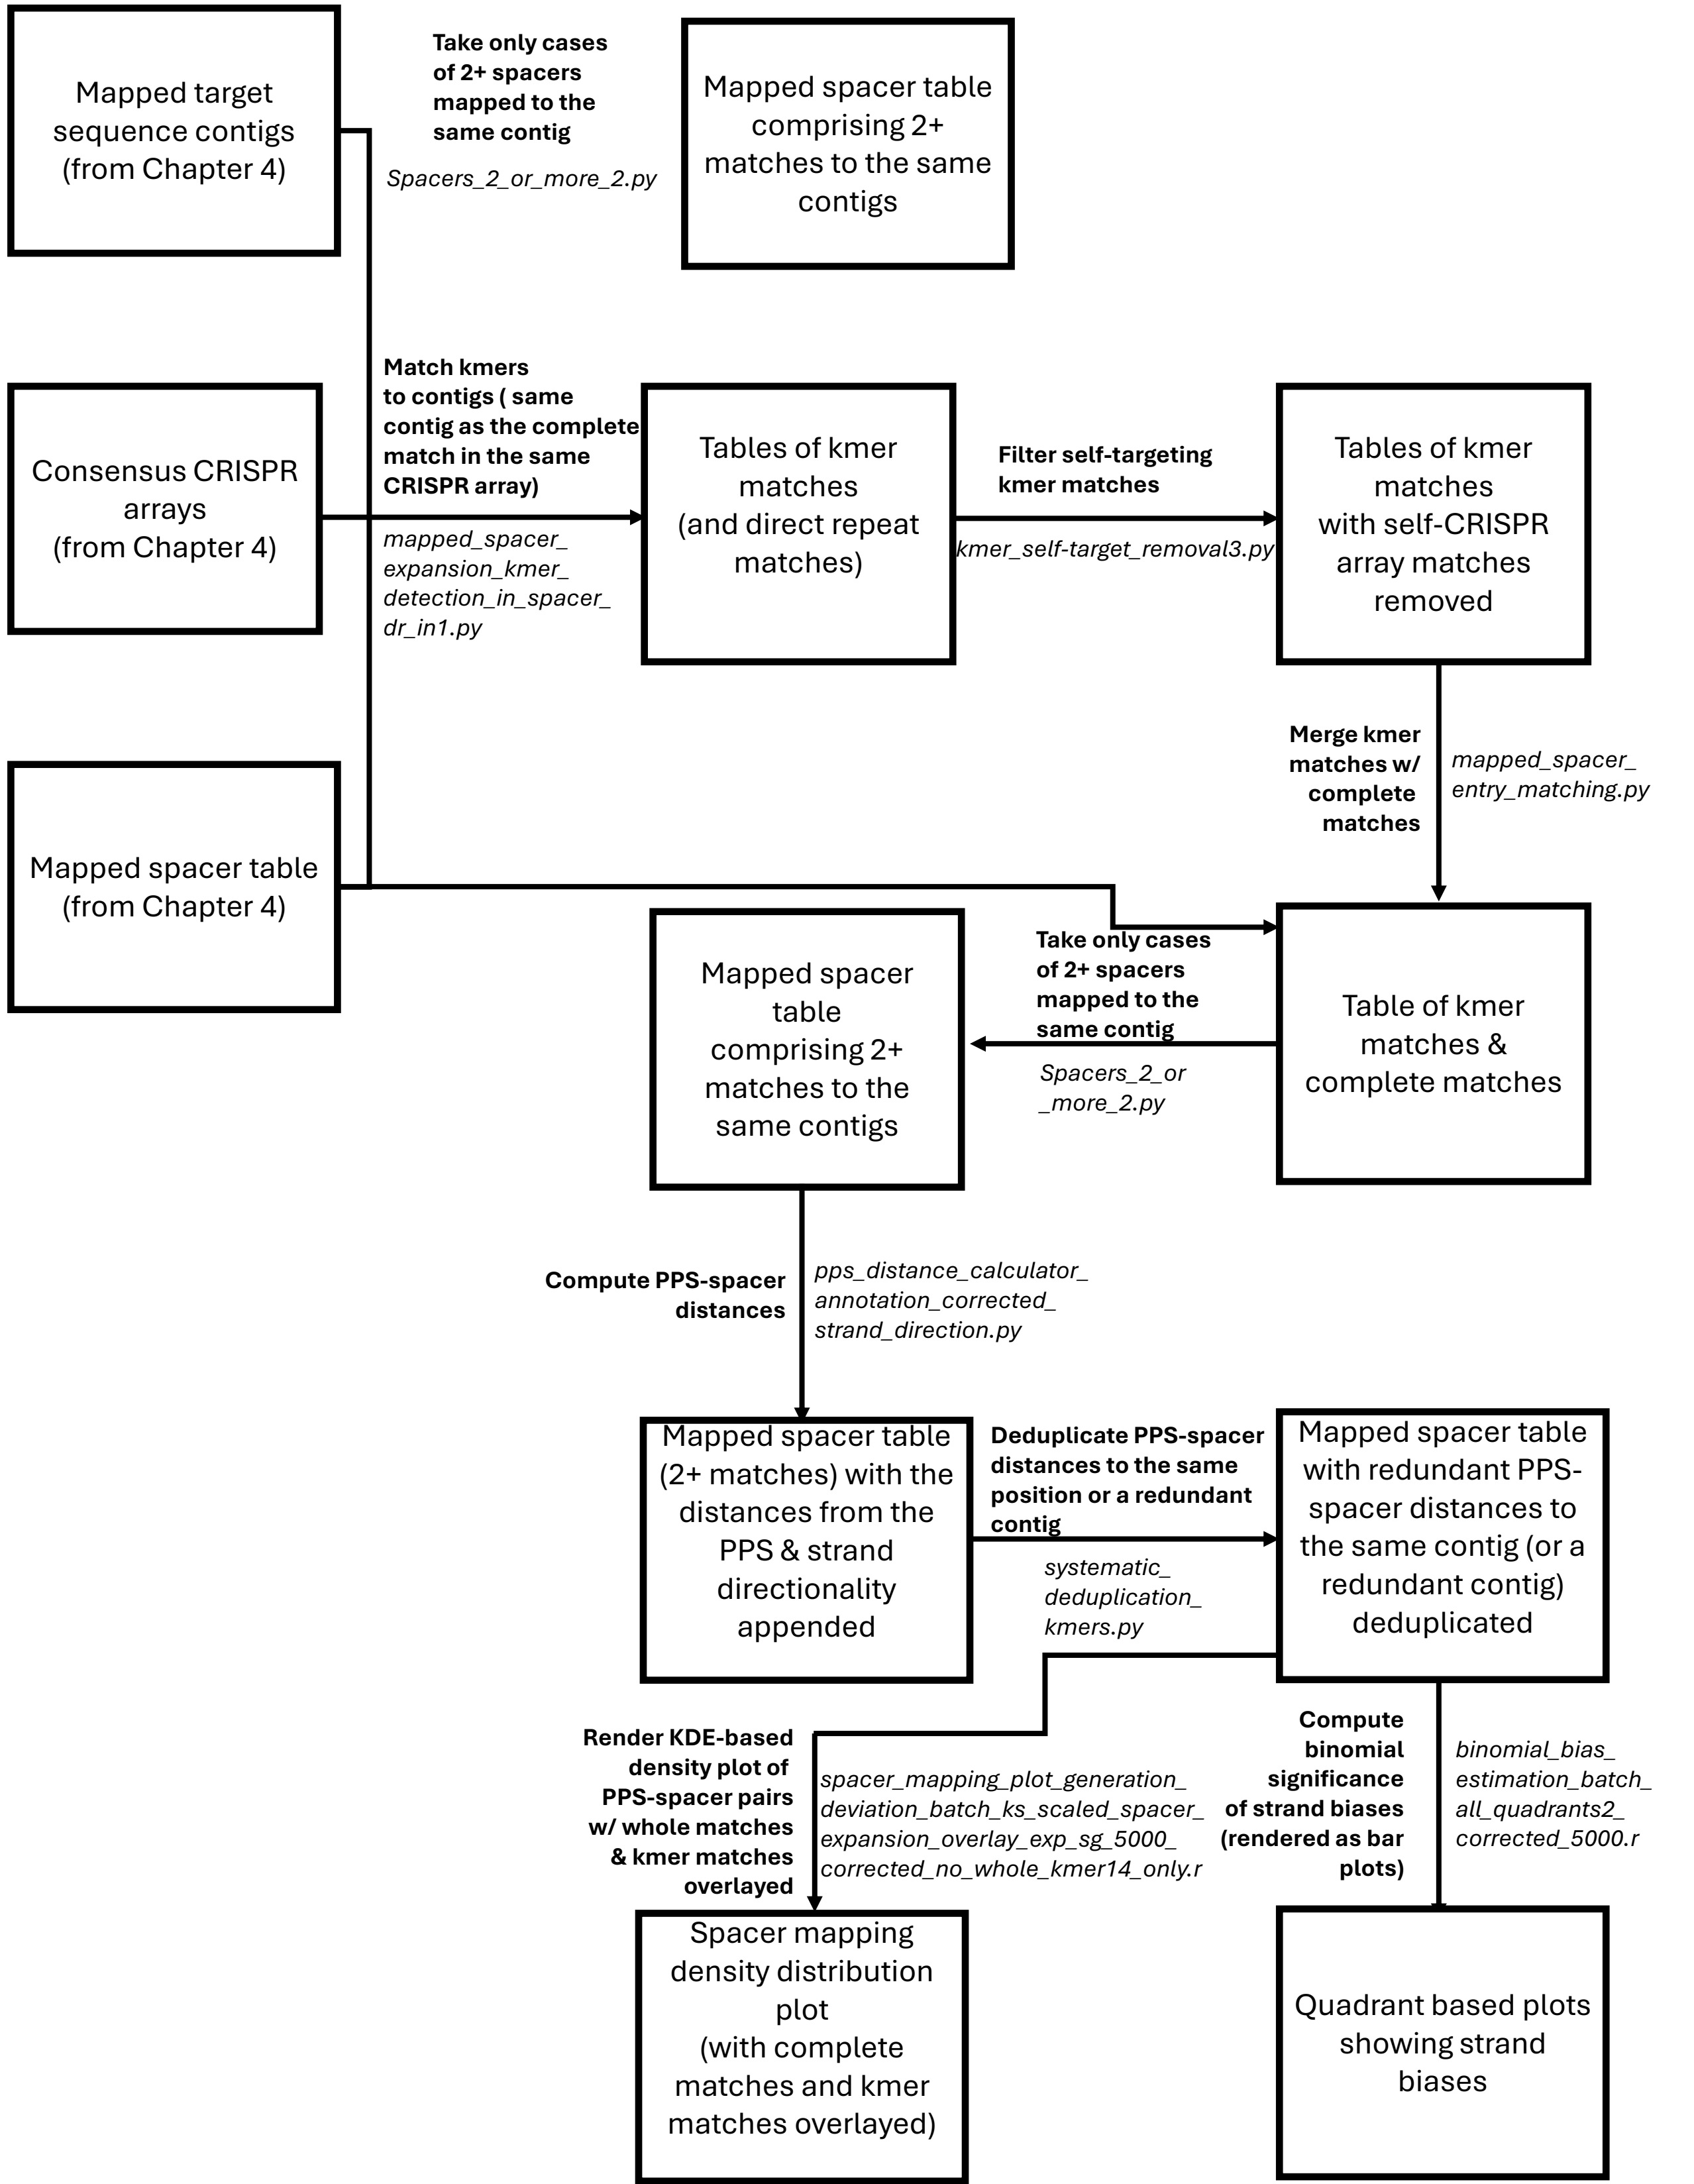 Mapped target
sequence contigs
(from Chapter 4)
Take only cases
of 2+ spacers
mapped to the
same contig
Spacers_2_or_more_2.py
Mapped spacer table
comprising 2+
matches to the same
contigs
Consensus CRISPR
arrays
(from Chapter 4)
Match kmers
to contigs ( same
contig as the complete
match in the same
CRISPR array)
mapped_spacer_
expansion_kmer_
detection_in_spacer_
dr_in1.py
Tables of kmer
matches
(and direct repeat
matches)
Filter self-targeting
kmer matches
kmer_self-target_removal3.py
Tables of kmer
matches
with self-CRISPR
array matches
removed
Merge kmer
matches w/
complete
matches
mapped_spacer_
entry_matching.py
Mapped spacer table
(from Chapter 4)
Mapped spacer
table
comprising 2+
matches to the
same contigs
Take only cases
of 2+ spacers
mapped to the
same contig
Spacers_2_or
_more_2.py
Table of kmer
matches &
complete matches
Compute PPS-spacer
distances
pps_distance_calculator_
annotation_corrected_
strand_direction.py
Mapped spacer table
(2+ matches) with the
distances from the
PPS & strand
directionality
appended
Deduplicate PPS-spacer
distances to the same
position or a redundant
contig
systematic_
deduplication_
kmers.py
Mapped spacer table
with redundant PPS-
spacer distances to
the same contig (or a
redundant contig)
deduplicated
Render KDE-based
density plot of
PPS-spacer pairs
w/ whole matches
& kmer matches
overlayed
spacer_mapping_plot_generation_
deviation_batch_ks_scaled_spacer_
expansion_overlay_exp_sg_5000_
corrected_no_whole_kmer14_only.r
Compute
binomial
significance
of strand biases
(rendered as bar
plots)
binomial_bias_
estimation_batch_
all_quadrants2_
corrected_5000.r
Spacer mapping
density distribution
plot
(with complete
matches and kmer
matches overlayed)
Quadrant based plots
showing strand
biases